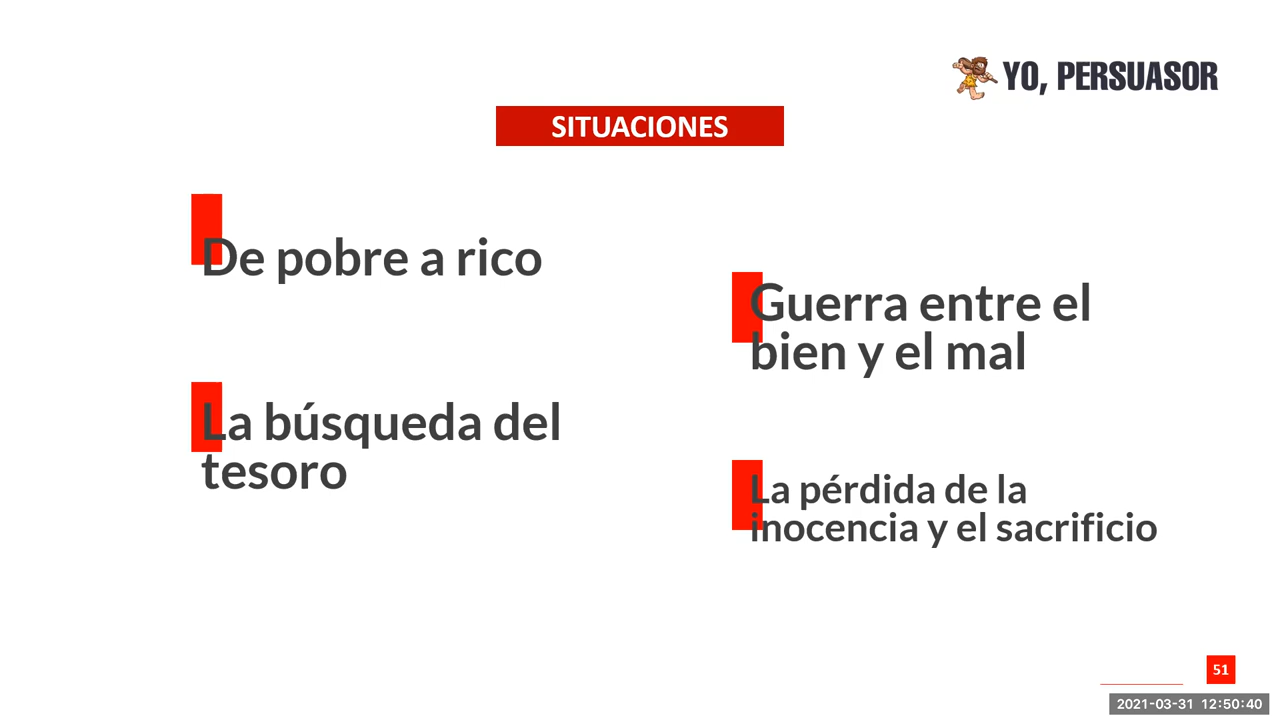 YO, PERSUASOR
SITUACIONES
De pobre a rico
Guerra entre el
bien y el mal
La búsqueda del
tesoro
La pérdida de la
inocencia y el sacrificio
51
2021-03-31 12:50:40